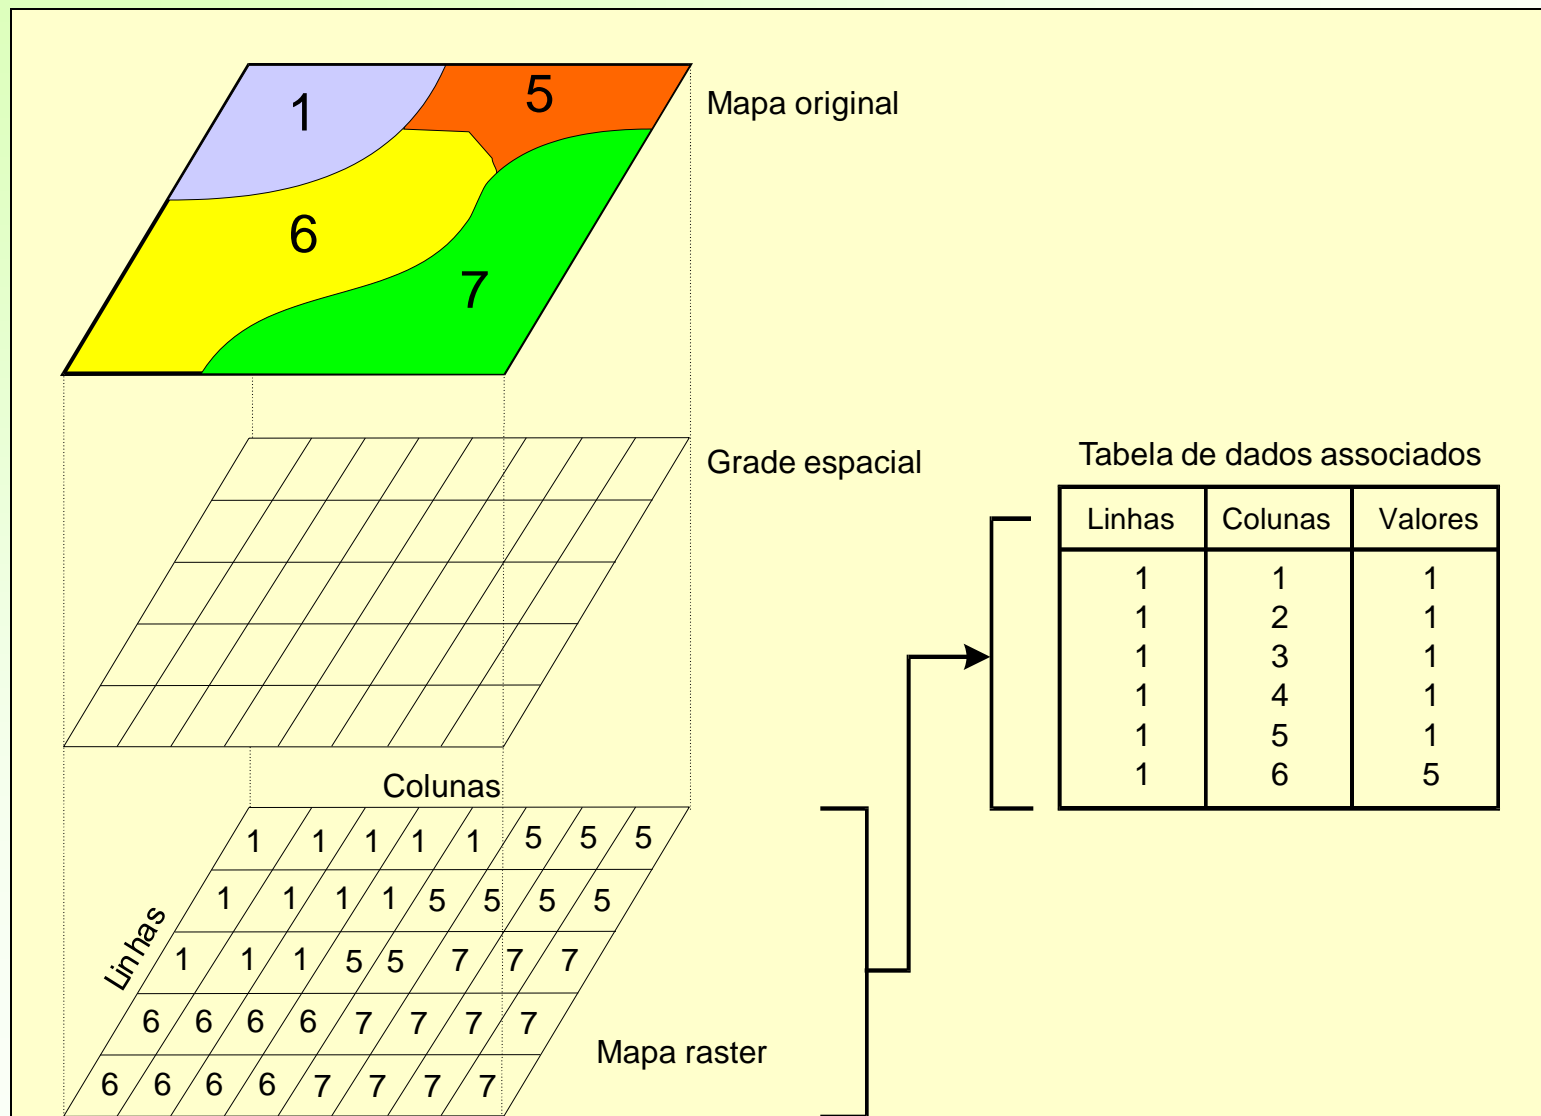 1
5
Mapa original
6
7
Grade espacial
Tabela de dados associados
Linhas Colunas Valores
1 1 1
1 2 1
1 3 1
1 4 1
1 5 1
1 6 5
Colunas
Linhas
1 1 1 1 1 5 5 5
1 1 1 1 5 5 5 5
1 1 1 5 5 7 7 7
6 6 6 6 7 7 7 7
6 6 6 6 7 7 7 7
Mapa raster